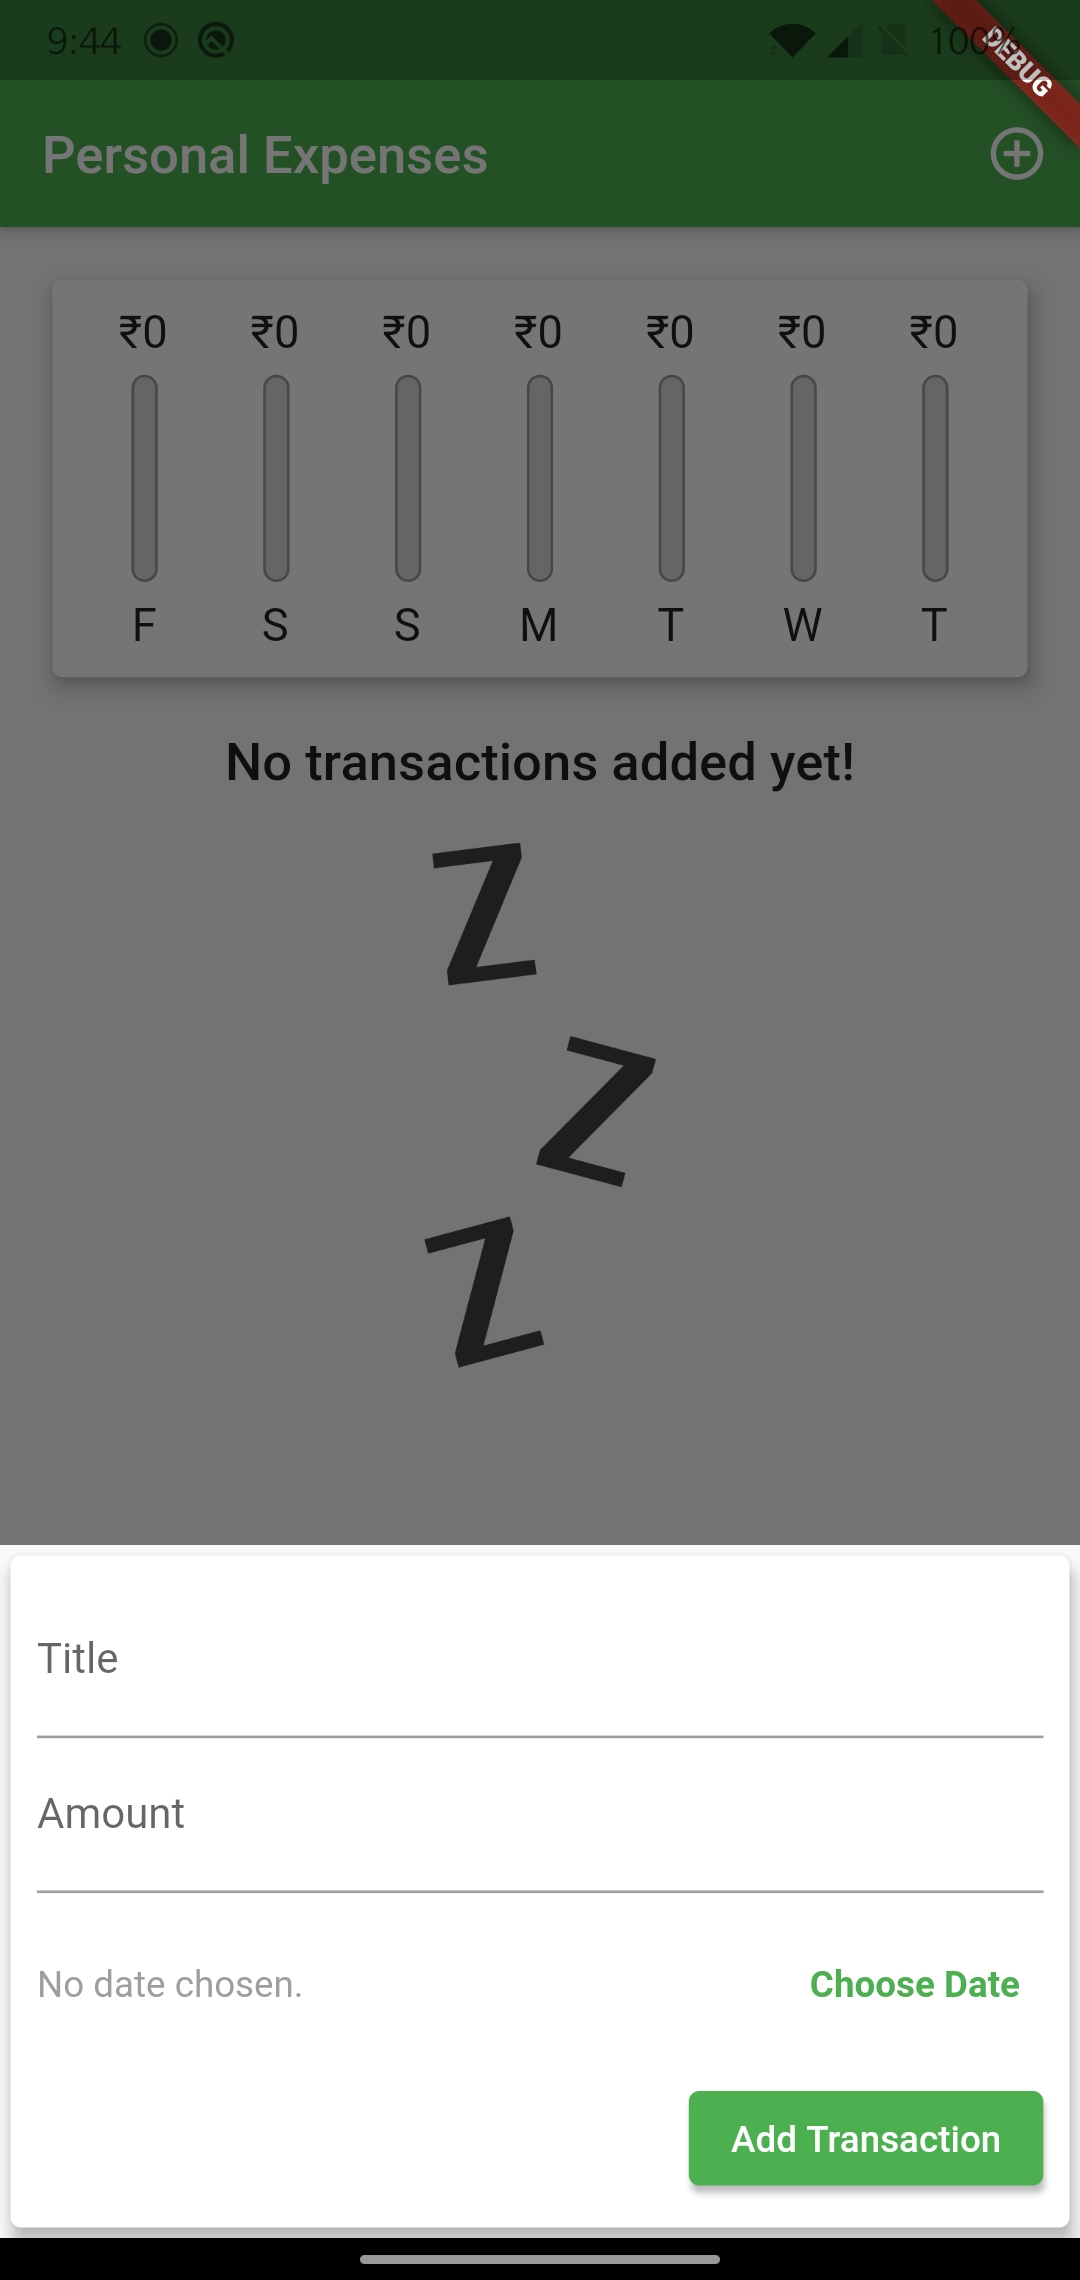 9:44 100%
DEBUG
Personal Expenses
₹0 ₹0 ₹0 ₹0 ₹0 ₹0 ₹0
F S S M T W T
No transactions added yet!
Z
Z
Z
Title
Amount
No date chosen. Choose Date
Add Transaction